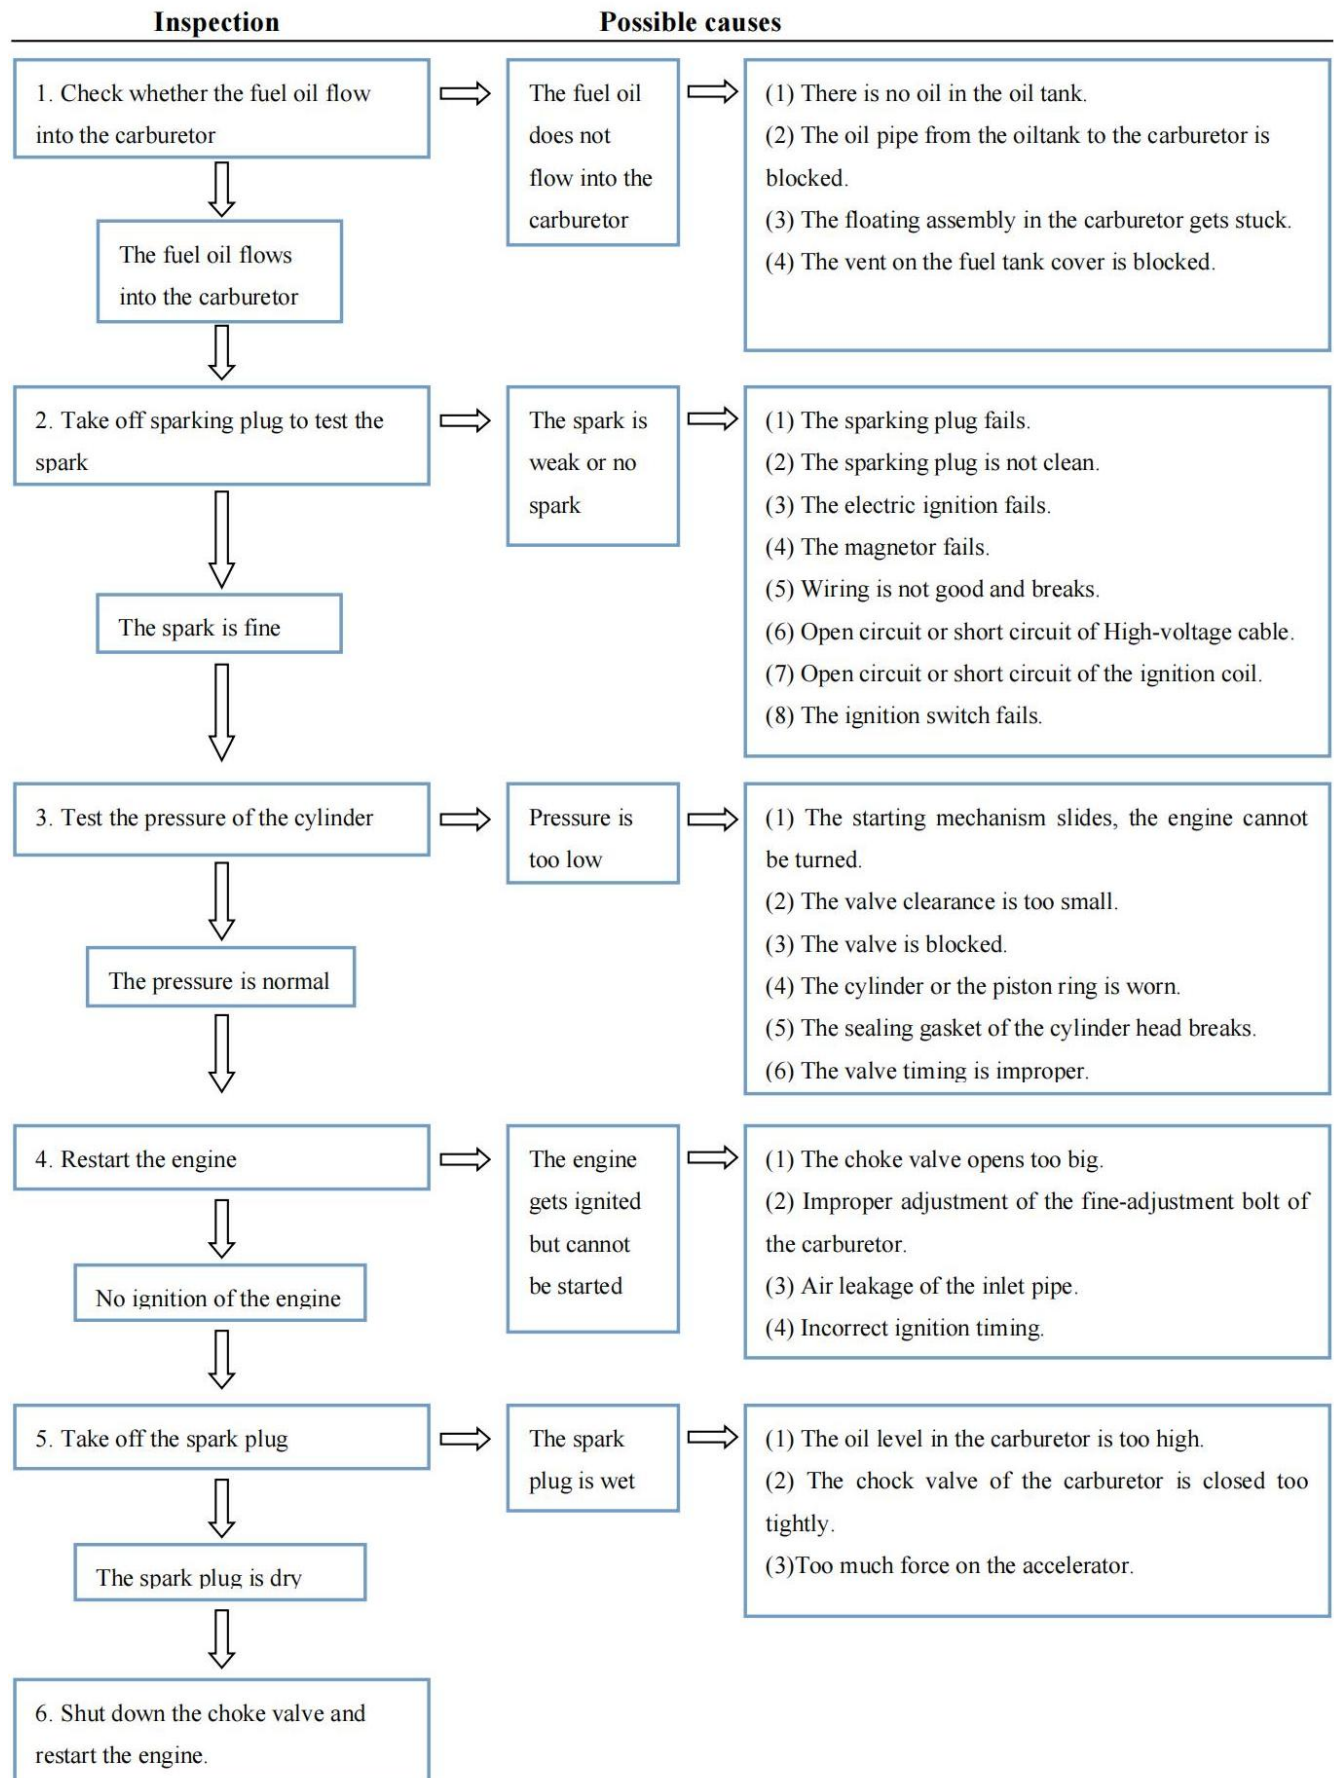 Inspection
Possible causes
1. Check whether the fuel oil flow
into the carburetor
The fuel oil
does not
flow into the
carburetor
(1) There is no oil in the oil tank.
(2) The oil pipe from the oiltank to the carburetor is
blocked.
(3) The floating assembly in the carburetor gets stuck.
(4) The vent on the fuel tank cover is blocked.
The fuel oil flows
into the carburetor
2. Take off sparking plug to test the
spark
The spark is
weak or no
spark
(1) The sparking plug fails.
(2) The sparking plug is not clean.
(3) The electric ignition fails.
(4) The magnetor fails.
(5) Wiring is not good and breaks.
(6) Open circuit or short circuit of High-voltage cable.
(7) Open circuit or short circuit of the ignition coil.
(8) The ignition switch fails.
The spark is fine
3. Test the pressure of the cylinder
Pressure is
too low
(1) The starting mechanism slides, the engine cannot
be turned.
(2) The valve clearance is too small.
(3) The valve is blocked.
(4) The cylinder or the piston ring is worn.
(5) The sealing gasket of the cylinder head breaks.
(6) The valve timing is improper.
The pressure is normal
4. Restart the engine
The engine
gets ignited
but cannot
be started
(1) The choke valve opens too big.
(2) Improper adjustment of the fine-adjustment bolt of
the carburetor.
(3) Air leakage of the inlet pipe.
(4) Incorrect ignition timing.
No ignition of the engine
5. Take off the spark plug
The spark
plug is wet
(1) The oil level in the carburetor is too high.
(2) The chock valve of the carburetor is closed too
tightly.
(3)Too much force on the accelerator.
The spark plug is dry
6. Shut down the choke valve and
restart the engine.